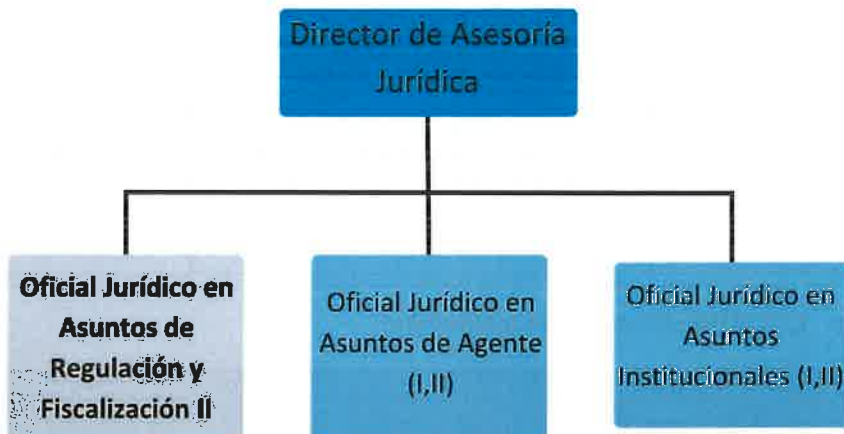 Director de Asesoría
Jurídica
Oficial Jurídico en
Asuntos de
Regulación y
Fiscalización II
Oficial Jurídico en
Asuntos de Agente
(I,II)
Oficial Jurídico en
Asuntos
Institucionales (I,II)